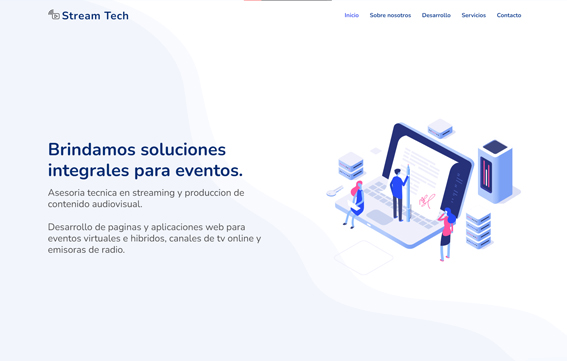 Stream Tech
Inicio Sobre nosotros Desarrollo Servicios Contacto
Brindamos soluciones
integrales para eventos.
Asesoria tecnica en streaming y produccion de
contenido audiovisual.
Desarrollo de paginas y aplicaciones web para
eventos virtuales e hibridos, canales de tv online y
emisoras de radio.